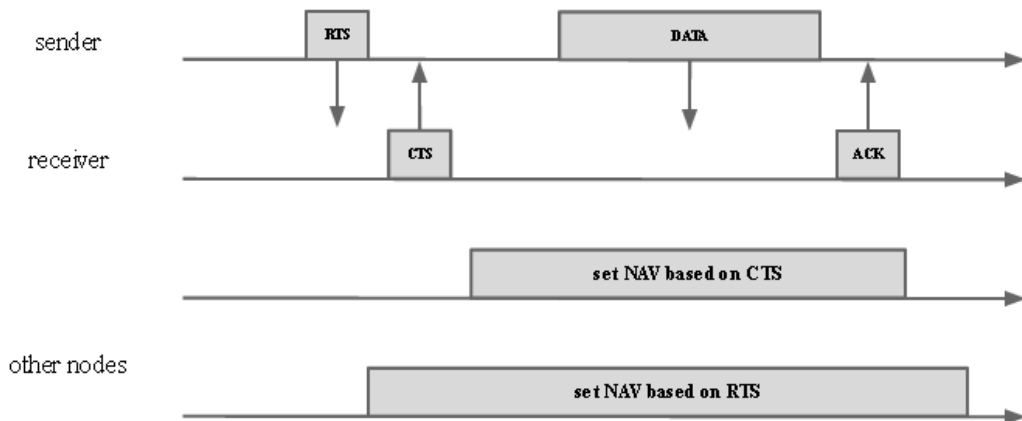 RTS
DATA
sender
CTS
ACK
receiver
set NAV based on CTS
other nodes
set NAV based on RTS